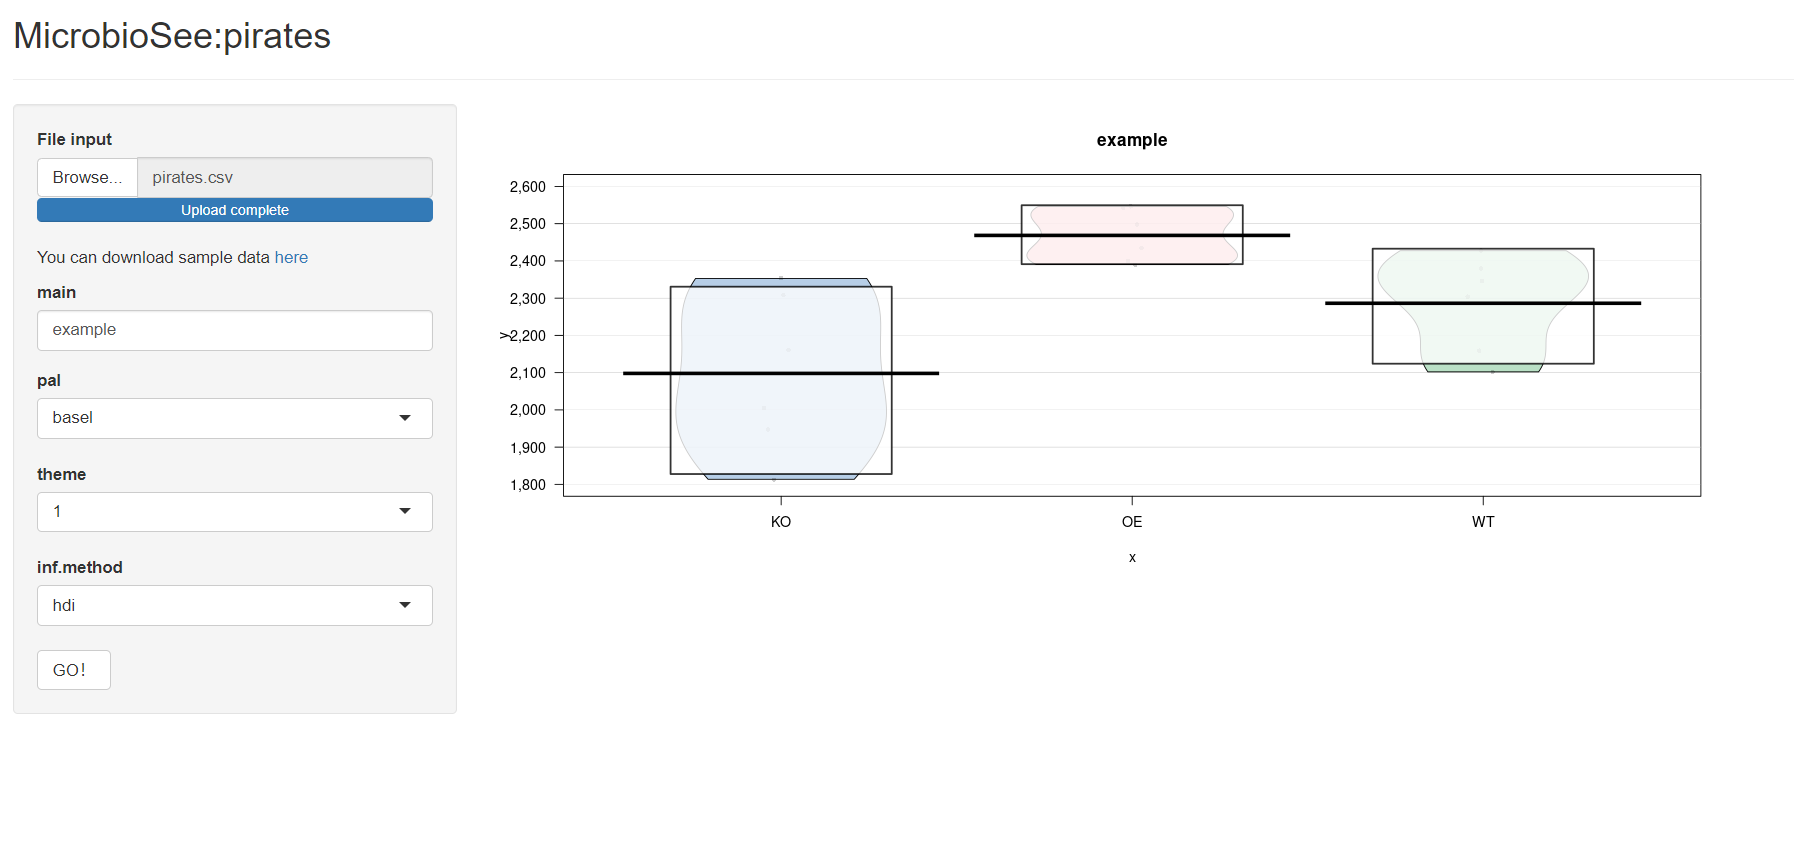 MicrobioSee:pirates
File input
Browse... pirates.csv
Upload complete
You can download sample data here
main
example
pal
basel
theme
1
inf.method
hdi
GO!
example
2,600
2,500
2,400
2,300
2,200
2,100
2,000
1,900
1,800
y
KO OE WT
x